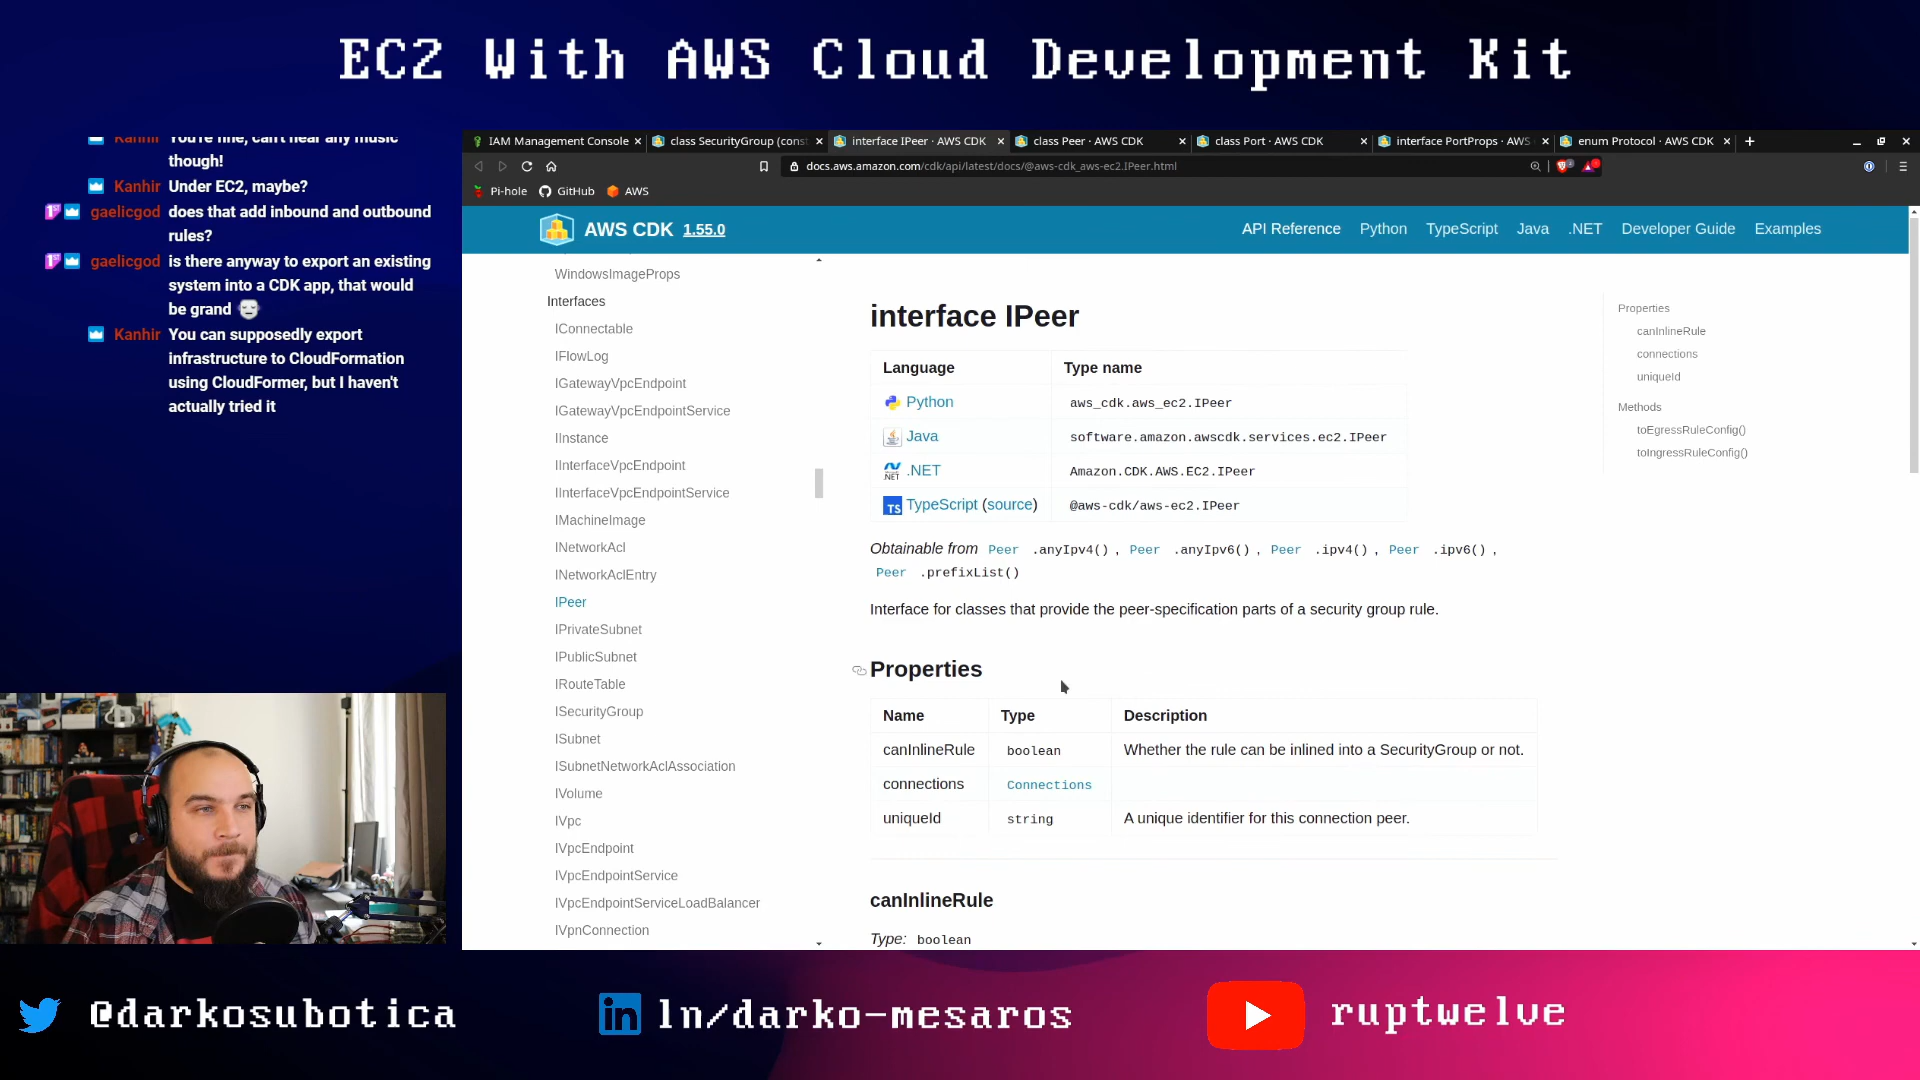 EC2 With AWS Cloud Development Kit
Kanhir You're fine, can't hear any music
though!
Kanhir Under EC2, maybe?
gaelicgod does that add inbound and outbound
rules?
gaelicgod is there anyway to export an existing
system into a CDK app, that would
be grand
Kanhir You can supposedly export
infrastructure to CloudFormation
using CloudFormer, but I haven't
actually tried it
IAM Management Console
class SecurityGroup (const
interface IPeer · AWS CDK
class Peer · AWS CDK
class Port · AWS CDK
interface PortProps · AWS
enum Protocol · AWS CDK
docs.aws.amazon.com/cdk/api/latest/docs/@aws-cdk_aws-ec2.IPeer.html
Pi-hole GitHub AWS
AWS CDK 1.55.0
API Reference Python TypeScript Java .NET Developer Guide Examples
WindowsImageProps
Interfaces
IConnectable
IFlowLog
IGatewayVpcEndpoint
IGatewayVpcEndpointService
IInstance
IInterfaceVpcEndpoint
IInterfaceVpcEndpointService
IMachineImage
INetworkAcl
INetworkAclEntry
IPeer
IPrivateSubnet
IPublicSubnet
IRouteTable
ISecurityGroup
ISubnet
ISubnetNetworkAclAssociation
IVolume
IVpc
IVpcEndpoint
IVpcEndpointService
IVpcEndpointServiceLoadBalancer
IVpnConnection
interface IPeer
Language Type name
Python aws_cdk.aws_ec2.IPeer
Java software.amazon.awscdk.services.ec2.IPeer
.NET Amazon.CDK.AWS.EC2.IPeer
TypeScript (source) @aws-cdk/aws-ec2.IPeer
Obtainable from Peer .anyIpv4() , Peer .anyIpv6() , Peer .ipv4() , Peer .ipv6() ,
Peer .prefixList()
Interface for classes that provide the peer-specification parts of a security group rule.
Properties
Name Type Description
canInlineRule boolean Whether the rule can be inlined into a SecurityGroup or not.
connections Connections
uniqueId string A unique identifier for this connection peer.
canInlineRule
Type: boolean
Properties
canInlineRule
connections
uniqueId
Methods
toEgressRuleConfig()
toIngressRuleConfig()
@darkosubotica
in ln/darko-mesaros
ruptwelve